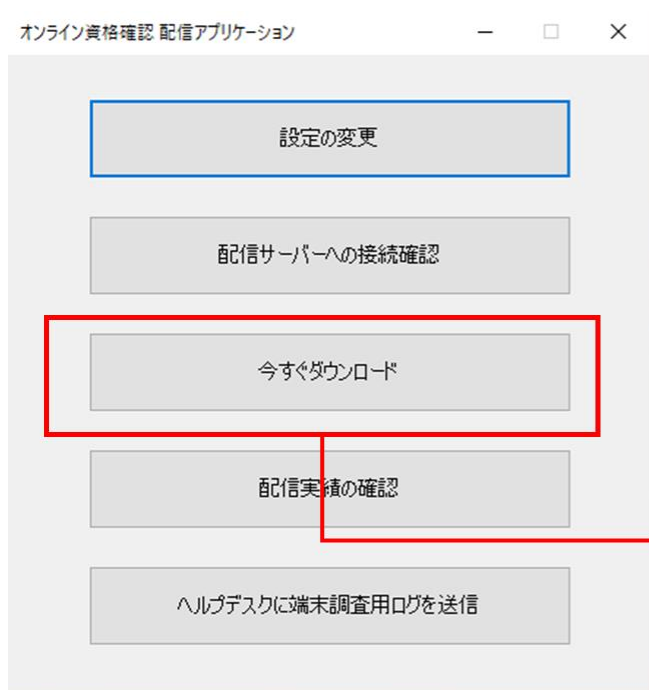 オンライン資格確認 配信アプリケーション
設定の変更
配信サーバーへの接続確認
今すぐダウンロード
配信実績の確認
ヘルプデスクに端末調査用ログを送信